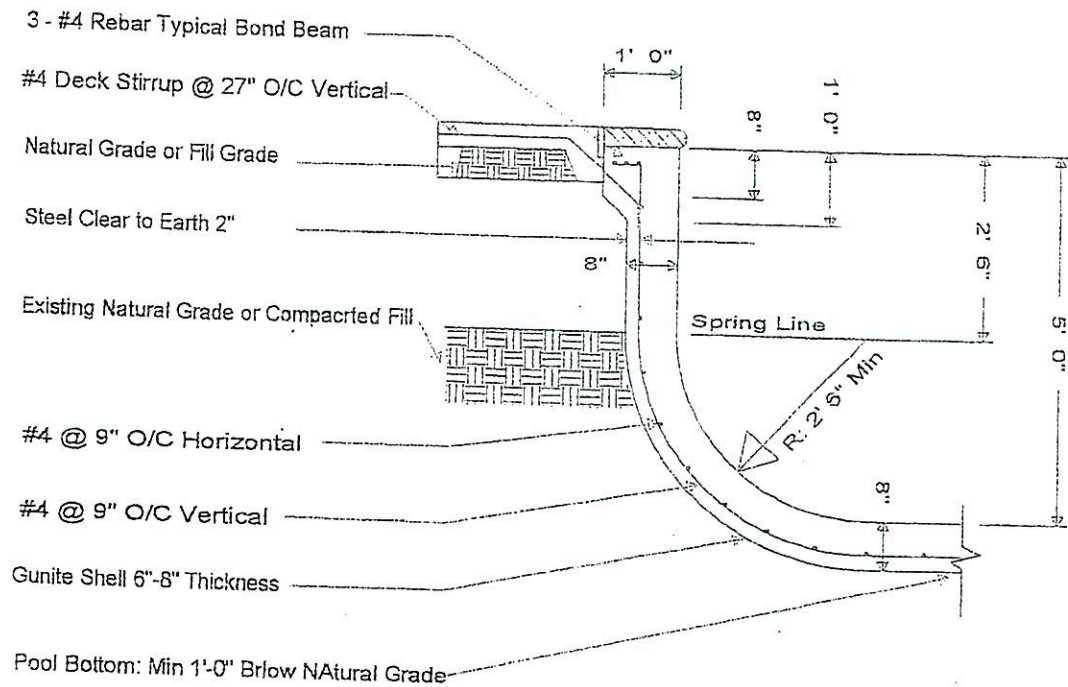 3 - #4 Rebar Typical Bond Beam
#4 Deck Stirrup @ 27" O/C Vertical
Natural Grade or Fill Grade
Steel Clear to Earth 2"
Existing Natural Grade or Compacrted Fill
#4 @ 9" O/C Horizontal
#4 @ 9" O/C Vertical
Gunite Shell 6"-8" Thickness
Pool Bottom: Min 1'-0" Brlow NAtural Grade
1' 0"
8"
1' 0"
2' 6"
5' 0"
8"
Spring Line
R: 2' 6" Min
8"